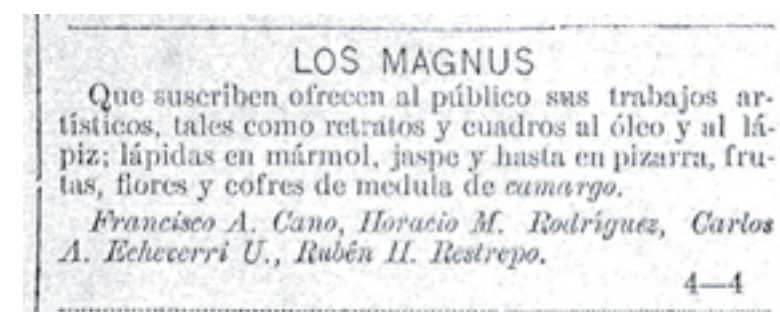 LOS MAGNUS
Que suscriben ofrecen al público sus trabajos ar-
tísticos, tales como retratos y cuadros al óleo y al lá-
piz; lápidas en mármol, jaspe y hasta en pizarra, fru-
tas, flores y cofres de medula de camargo.
Francisco A. Cano, Horacio M. Rodríguez, Carlos
A. Echeverri U., Rubén H. Restrepo.
4—4